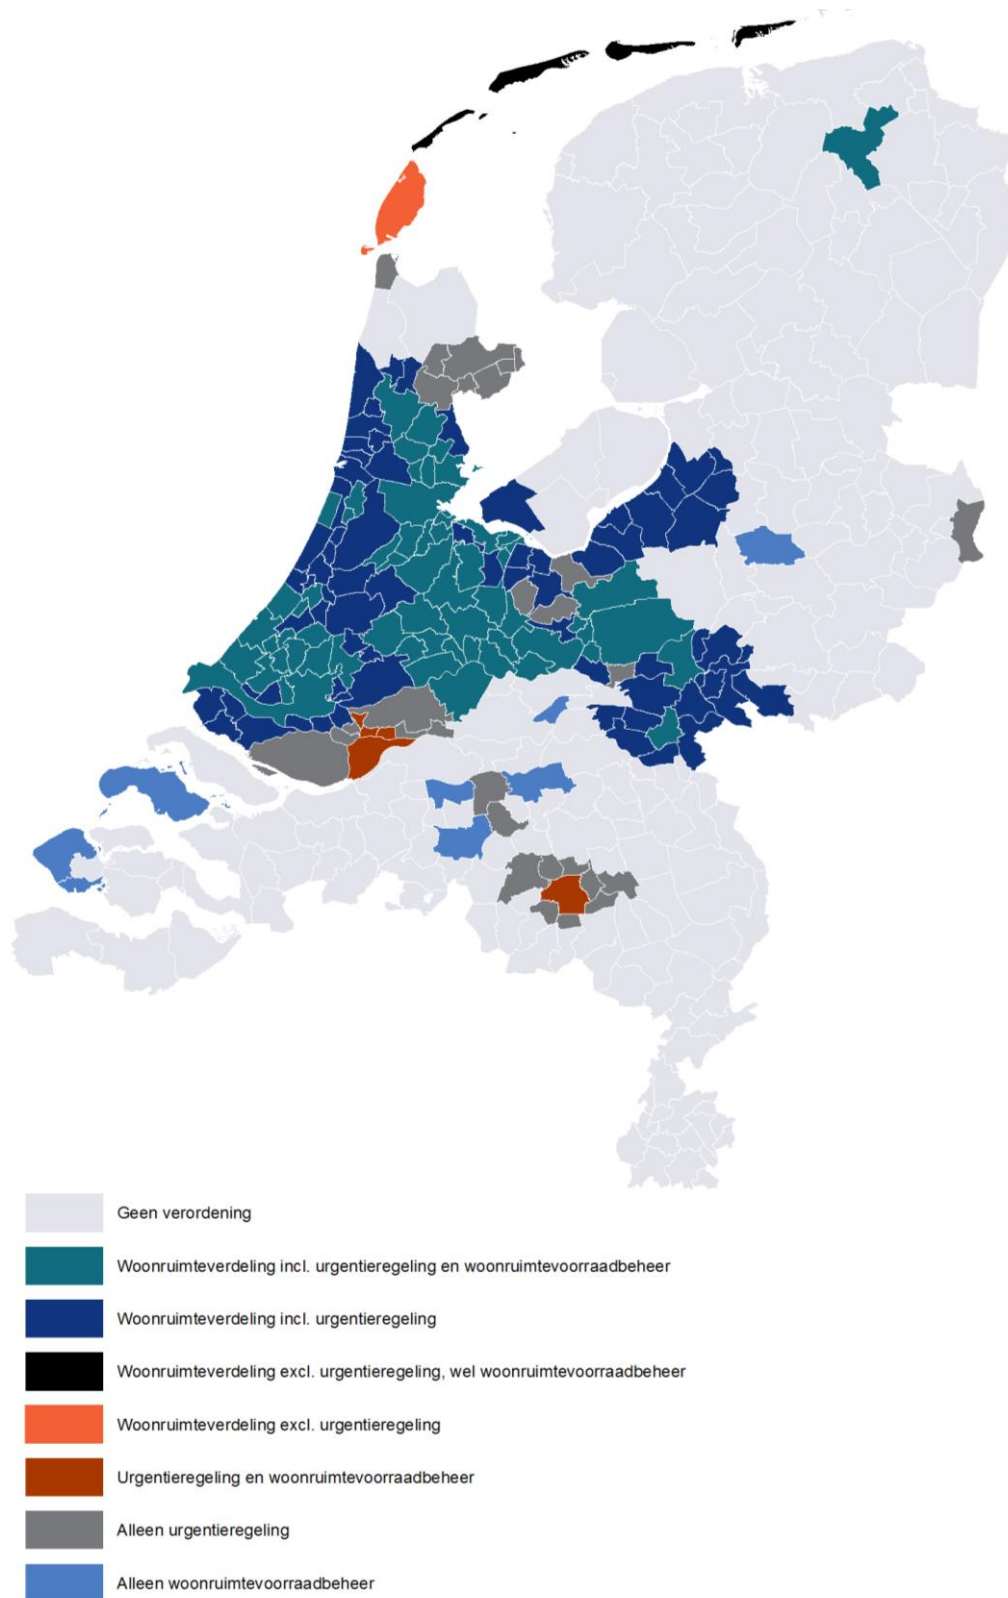 Geen verordening
Woonruimteverdeling incl. urgentieregeling en woonruimtevoorraadbeheer
Woonruimteverdeling incl. urgentieregeling
Woonruimteverdeling excl. urgentieregeling, wel woonruimtevoorraadbeheer
Woonruimteverdeling excl. urgentieregeling
Urgentieregeling en woonruimtevoorraadbeheer
Alleen urgentieregeling
Alleen woonruimtevoorraadbeheer